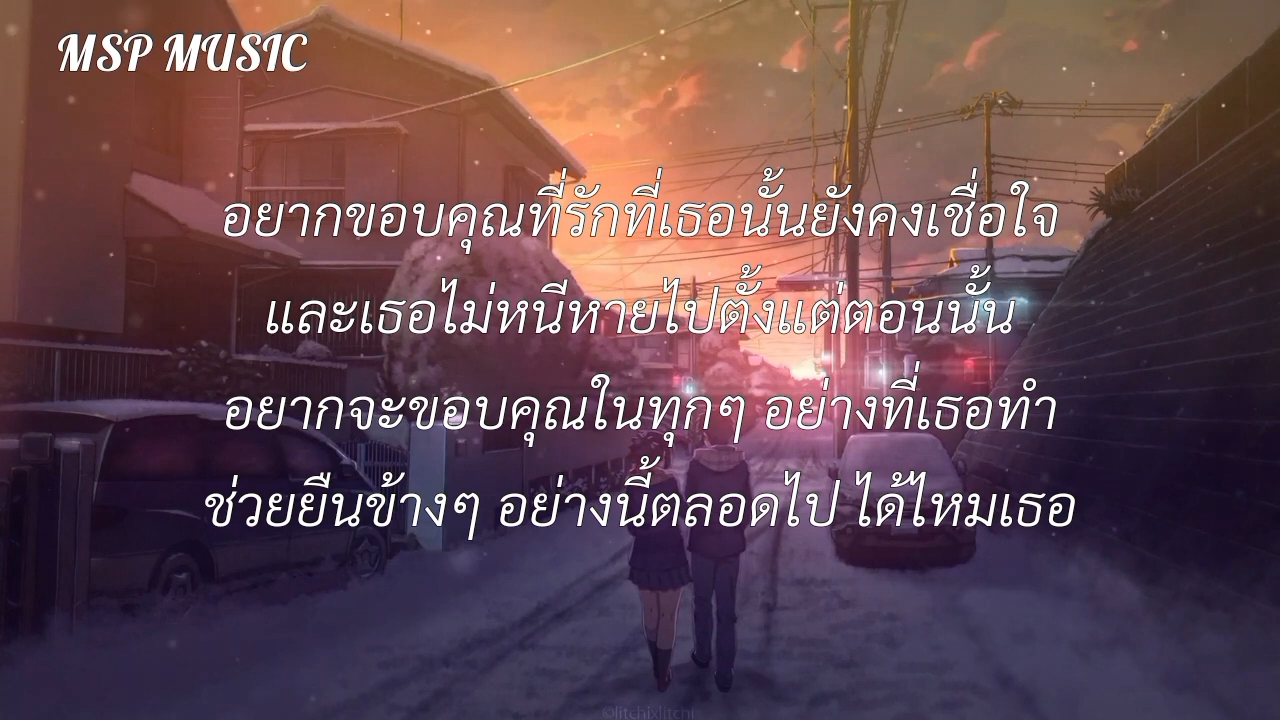 MSP MUSIC
อยากขอบคุณที่รักที่เธอนั้นยังคงเชื่อใจ
และเธอไม่หนีหายไปตั้งแต่ตอนนั้น
อยากจะขอบคุณในทุกๆ อย่างที่เธอทำ
ช่วยยืนข้างๆ อย่างนี้ตลอดไป ได้ไหมเธอ
©litchixlitchi